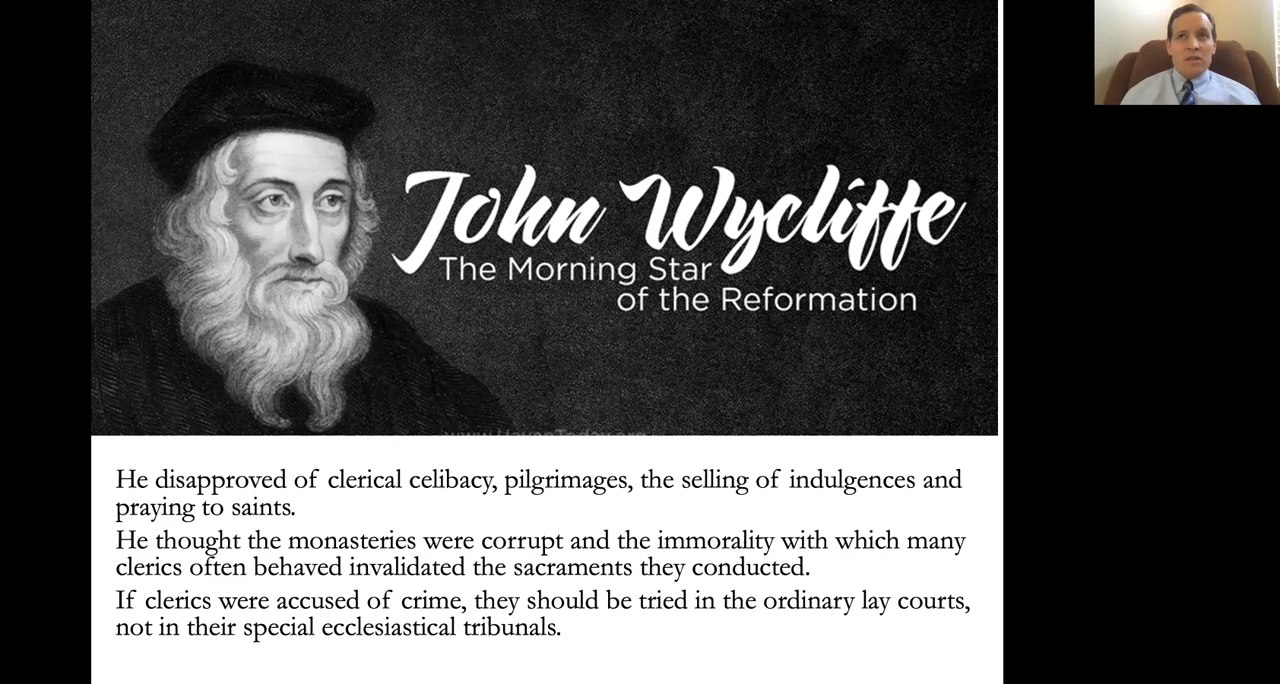 John Wycliffe
The Morning Star
of the Reformation
www.HavenToday.org
He disapproved of clerical celibacy, pilgrimages, the selling of indulgences and
praying to saints.
He thought the monasteries were corrupt and the immorality with which many
clerics often behaved invalidated the sacraments they conducted.
If clerics were accused of crime, they should be tried in the ordinary lay courts,
not in their special ecclesiastical tribunals.